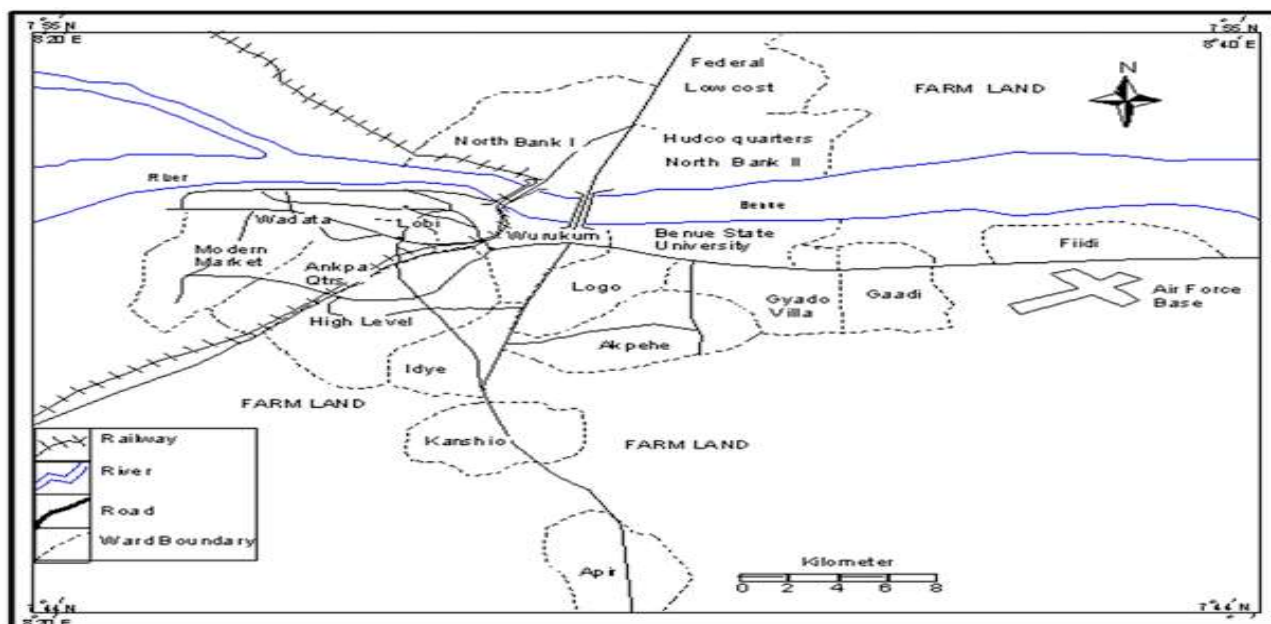 7°55 N
8°20 E
7°55 N
8°40 E
Federal
Low cost
FARM LAND
N
North Bank I
Hudco quarters
North Bank II
River
Benue
Wadata
Lobi
Wurukum
Benue State
University
Fiidi
Modern
Market
Ankpa
Qtrs
Logo
Gyado
Villa
Gaadi
Air Force
Base
High Level
Akpehe
Idye
FARM LAND
Kanshio
FARM LAND
Railway
River
Road
Ward Boundary
Apir
Kilometer
0 2 4 6 8
7°44 N
7°44 N